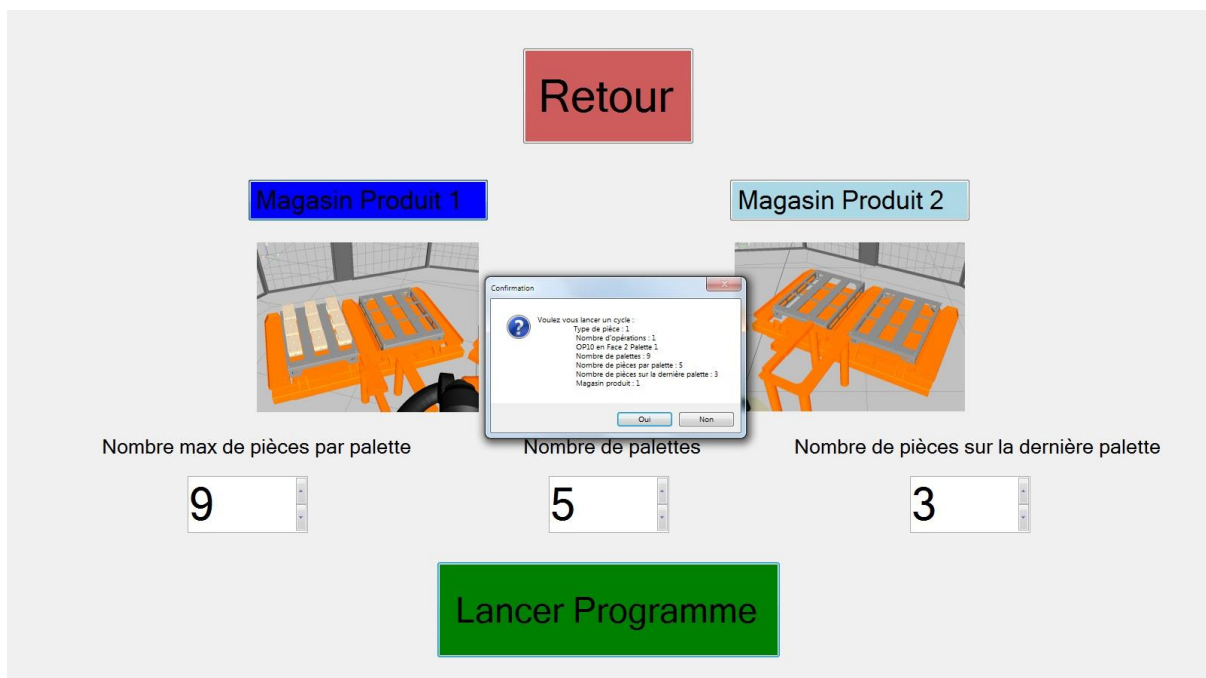 Retour
Magasin Produit 1
Magasin Produit 2
Confirmation
Voulez vous lancer un cycle :
Type de pièce : 1
Nombre d'opérations : 1
OP10 en Face 2 Palette 1
Nombre de palettes : 9
Nombre de pièces par palette : 5
Nombre de pièces sur la dernière palette : 3
Magasin produit : 1
Oui
Non
Nombre max de pièces par palette
Nombre de palettes
Nombre de pièces sur la dernière palette
9
5
3
Lancer Programme